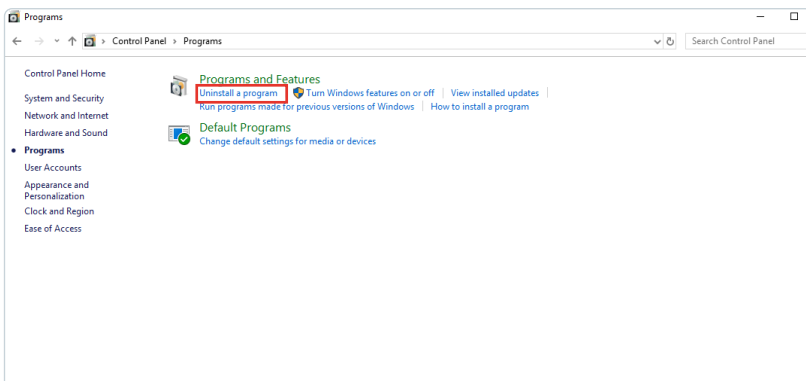 Programs
Control Panel > Programs
Search Control Panel
Control Panel Home
System and Security
Network and Internet
Hardware and Sound
Programs
User Accounts
Appearance and
Personalization
Clock and Region
Ease of Access
Programs and Features
Uninstall a program Turn Windows features on or off View installed updates
Run programs made for previous versions of Windows How to install a program
Default Programs
Change default settings for media or devices